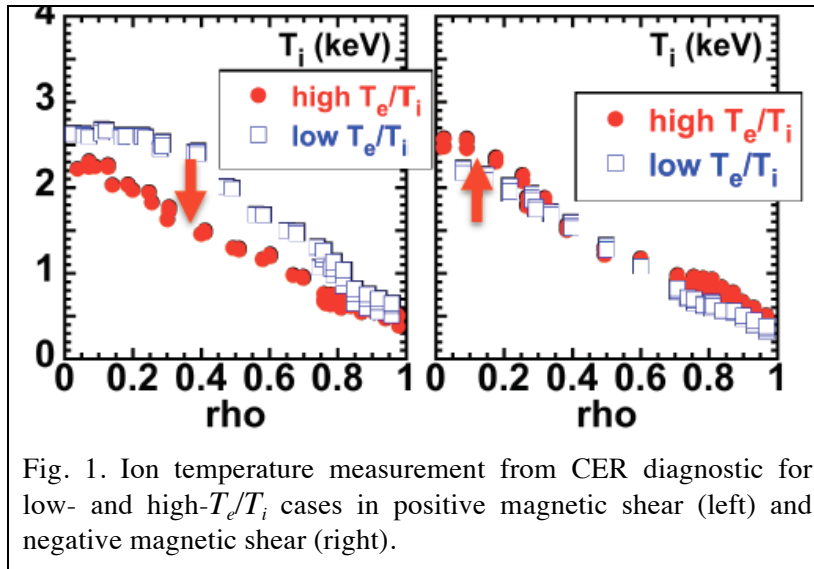 4
3
2
1
0
T_i (keV)
high T_e/T_i
low T_e/T_i
0 0.2 0.4 0.6 0.8 1
rho
T_i (keV)
high T_e/T_i
low T_e/T_i
0 0.2 0.4 0.6 0.8 1
rho
Fig. 1. Ion temperature measurement from CER diagnostic for
low- and high-T_e/T_i cases in positive magnetic shear (left) and
negative magnetic shear (right).